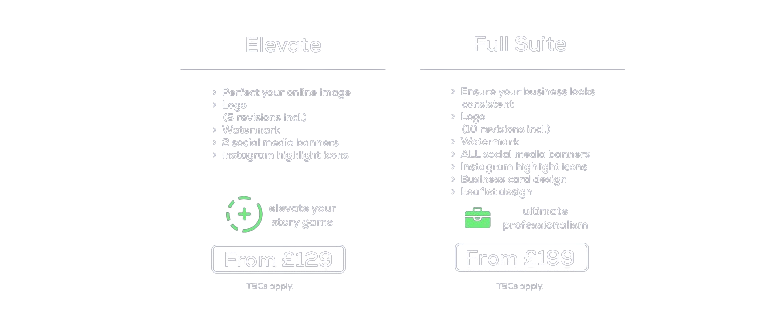 Elevate
> Perfect your online image
> Logo
(5 revisions incl.)
> Watermark
> 2 social media banners
> Instagram highlight icons
elevate your
story game
From £129
T&Cs apply.
Full Suite
> Ensure your business looks
consistent
> Logo
(10 revisions incl.)
> Watermark
> ALL social media banners
> Instagram highlight icons
> Business card design
> Leaflet design
ultimate
professionalism
From £199
T&Cs apply.